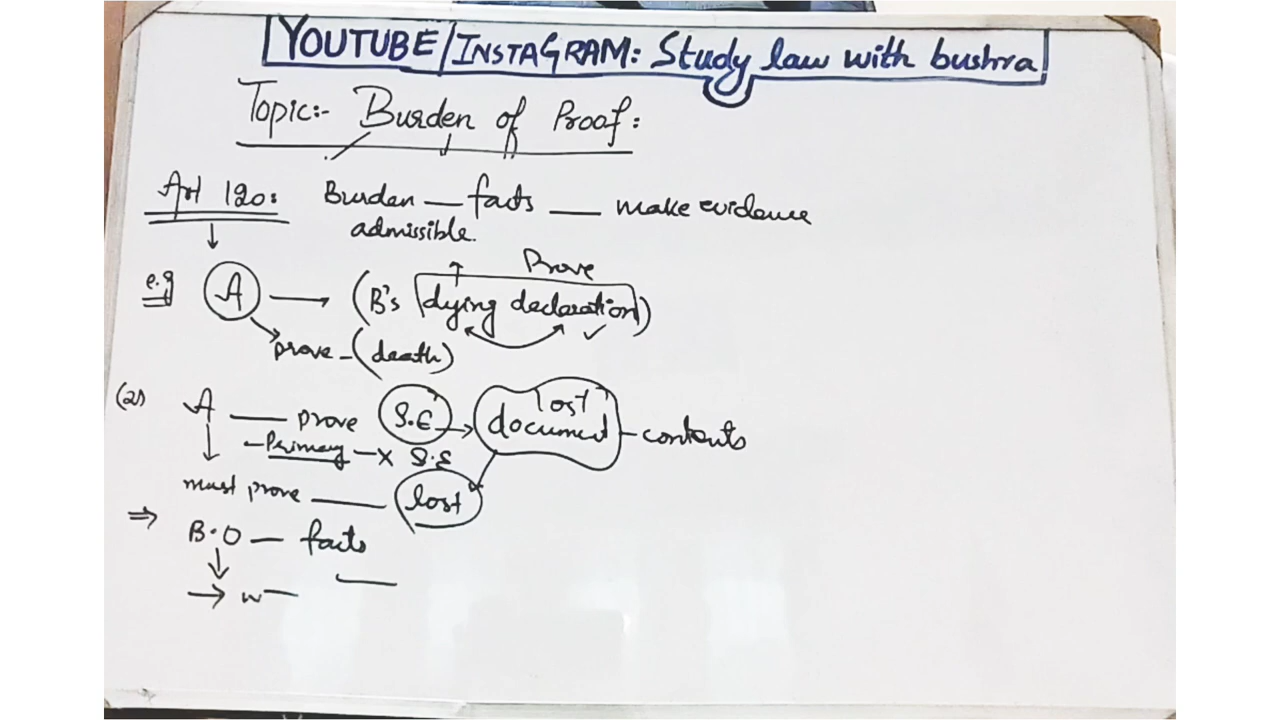 YOUTUBE/INSTAGRAM: Study law with bushra
Topic:- Burden of Proof:
Art 120: Burden — facts — make evidence
admissible.
Prove
e.g A → (B's dying declaration) ✓
prove - (death)
(2) A — prove S.E → lost document - contents
- Primary - X S.E
must prove — lost
⇒ B.O — facts
→ w —